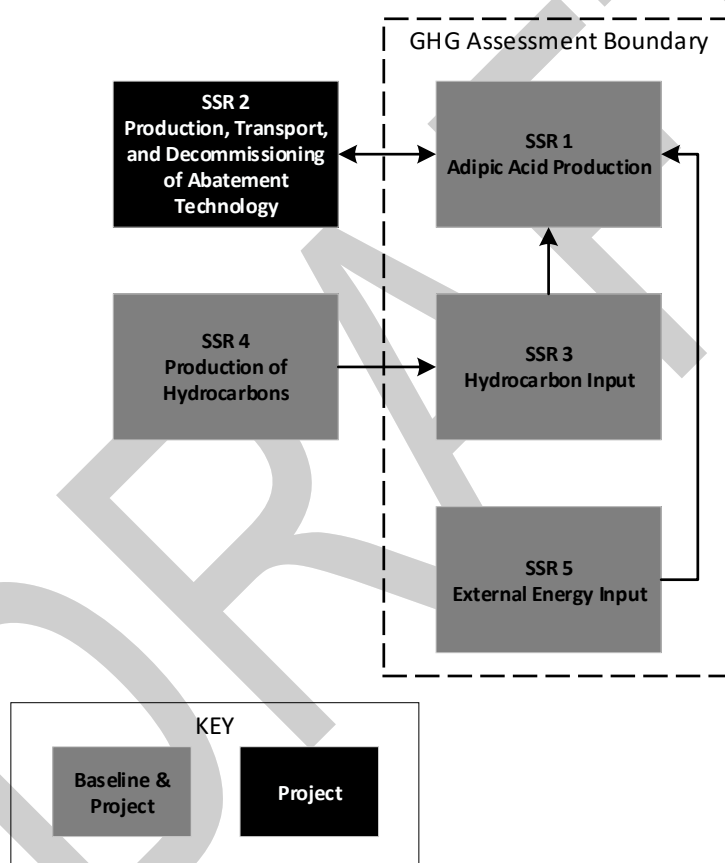 GHG Assessment Boundary
SSR 2
Production, Transport,
and Decommissioning
of Abatement
Technology
SSR 1
Adipic Acid Production
SSR 4
Production of
Hydrocarbons
SSR 3
Hydrocarbon Input
SSR 5
External Energy Input
KEY
Baseline &
Project
Project
DRAFT